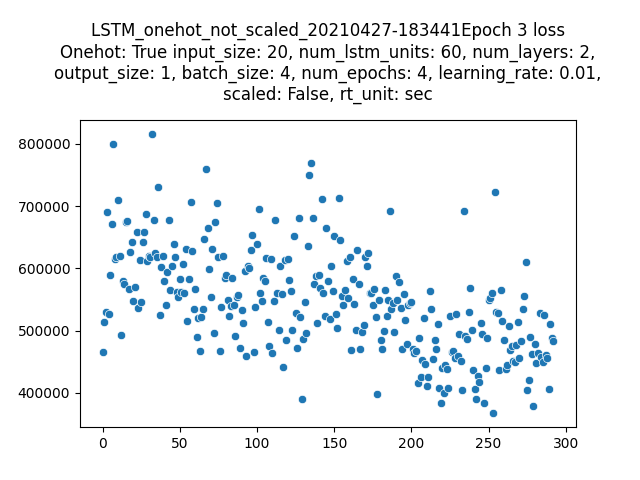 LSTM_onehot_not_scaled_20210427-183441Epoch 3 loss
Onehot: True input_size: 20, num_lstm_units: 60, num_layers: 2,
output_size: 1, batch_size: 4, num_epochs: 4, learning_rate: 0.01,
scaled: False, rt_unit: sec
800000
700000
600000
500000
400000
0 50 100 150 200 250 300